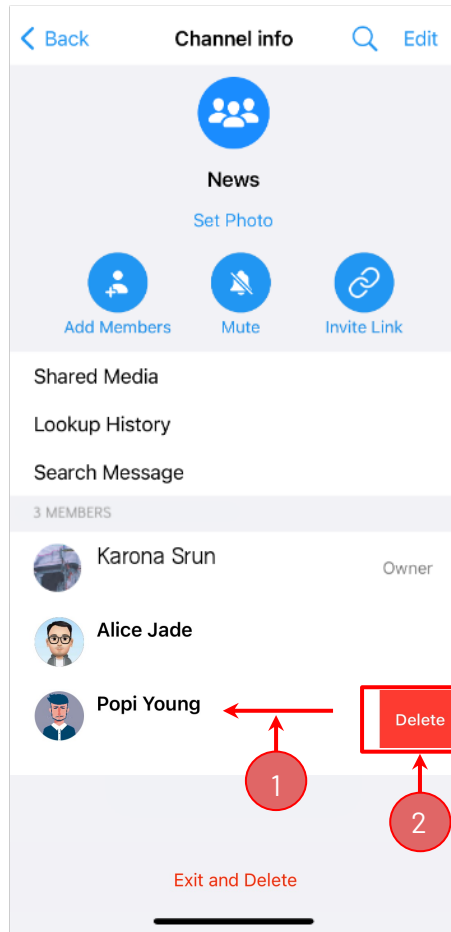 Back Channel info Edit
News
Set Photo
Add Members Mute Invite Link
Shared Media
Lookup History
Search Message
3 MEMBERS
Karona Srun
Owner
Alice Jade
Popi Young
Delete
1
2
Exit and Delete